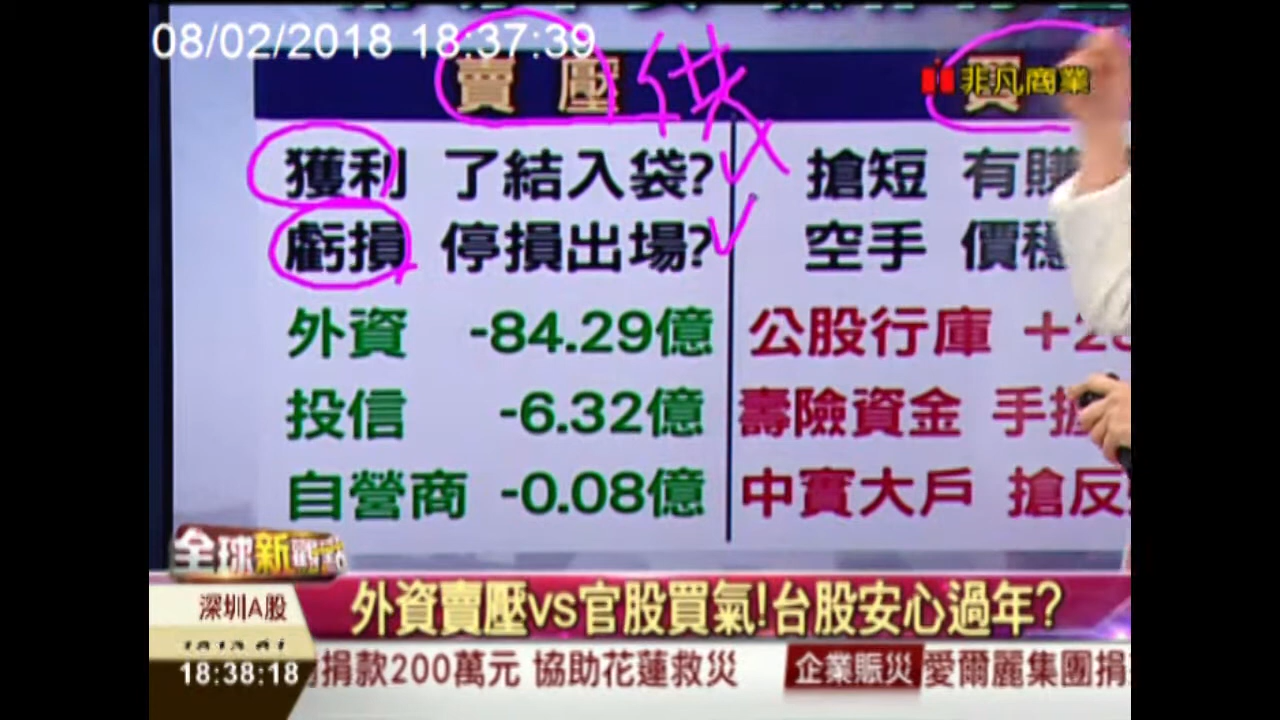 08/02/2018 18:37:39
非凡商業
賣壓 供
買
獲利 了結入袋? 搶短 有賺
虧損 停損出場? 空手 價穩
外資 -84.29億 公股行庫
投信 -6.32億 壽險資金 手握
自營商 -0.08億 中實大戶 搶反
全球新觀點
外資賣壓vs官股買氣!台股安心過年?
深圳A股
18:38:18
捐款200萬元 協助花蓮救災 企業賑災 愛爾麗集團捐